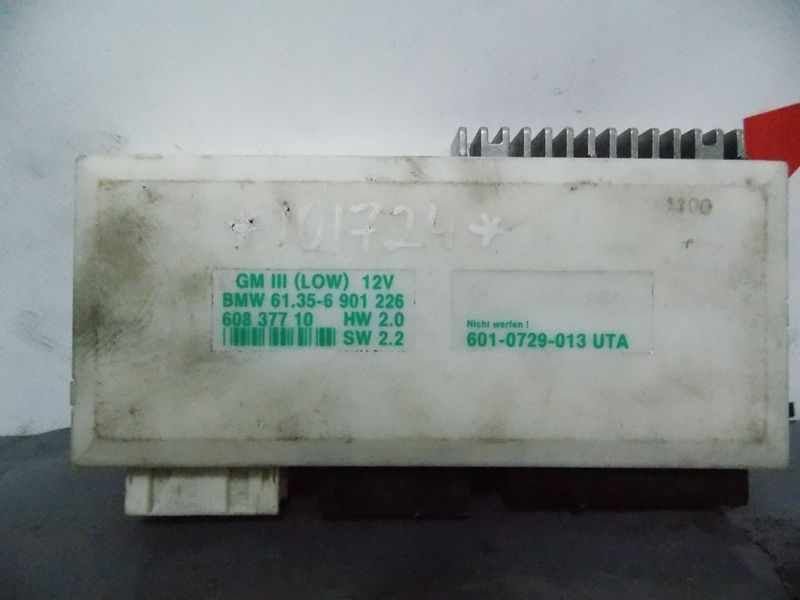 1200
*101724*
GM III (LOW) 12V
BMW 61.35-6 901 226
608 377 10 HW 2.0
SW 2.2
Nicht werfen !
601-0729-013 UTA